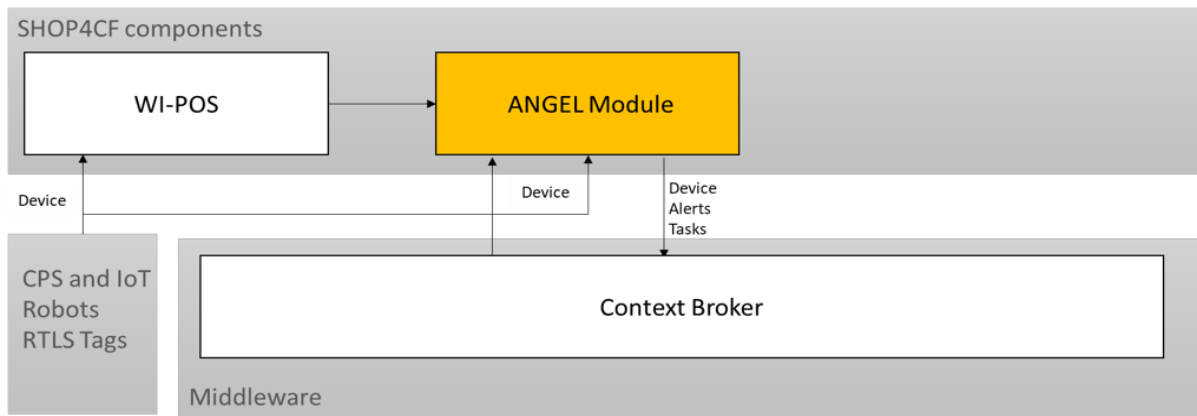 SHOP4CF components
WI-POS
ANGEL Module
Device
Device
Device
Alerts
Tasks
CPS and IoT
Robots
RTLS Tags
Context Broker
Middleware